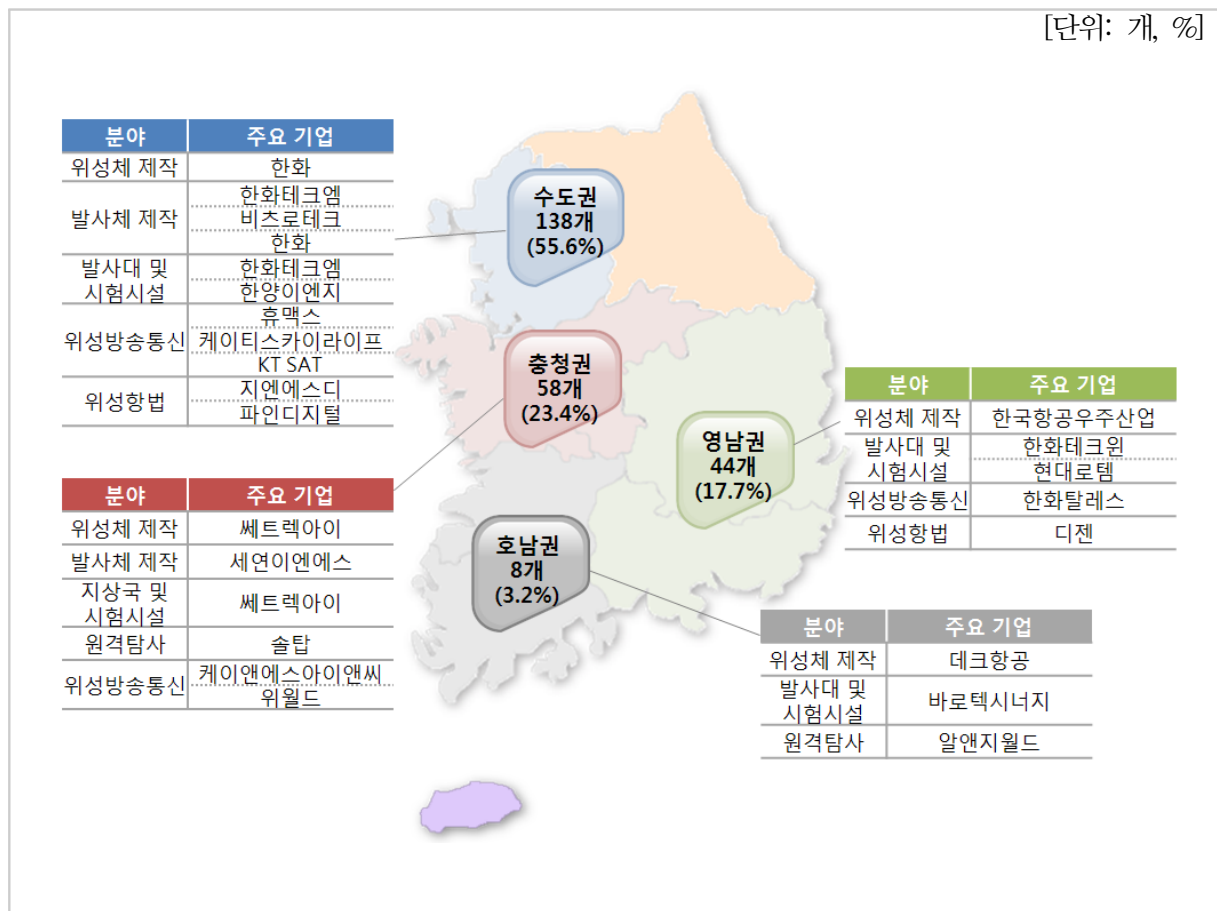 [단위: 개, %]
분야 주요 기업
위성체 제작 한화
발사체 제작 한화테크엠
비츠로테크
한화
발사대 및
시험시설
한화테크엠
한양이엔지
위성방송통신 휴맥스
케이티스카이라이프
KT SAT
위성항법 지엔에스디
파인디지털
수도권
138개
(55.6%)
충청권
58개
(23.4%)
영남권
44개
(17.7%)
호남권
8개
(3.2%)
분야 주요 기업
위성체 제작 한국항공우주산업
발사대 및
시험시설
한화테크윈
현대로템
위성방송통신 한화탈레스
위성항법 디젠
분야 주요 기업
위성체 제작 쎄트렉아이
발사체 제작 세연이엔에스
지상국 및
시험시설
쎄트렉아이
원격탐사 솔탑
위성방송통신 케이앤에스아이앤씨
위월드
분야 주요 기업
위성체 제작 데크항공
발사대 및
시험시설
바로텍시너지
원격탐사 알앤지월드